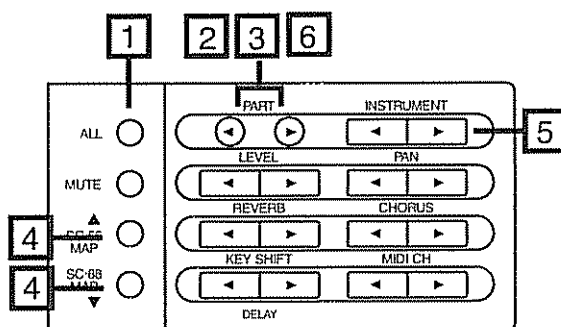 1 2 3 6
PART INSTRUMENT
ALL
5
LEVEL PAN
MUTE
REVERB CHORUS
4
MAP
KEY SHIFT MIDI CH
4 SC-88
MAP
DELAY